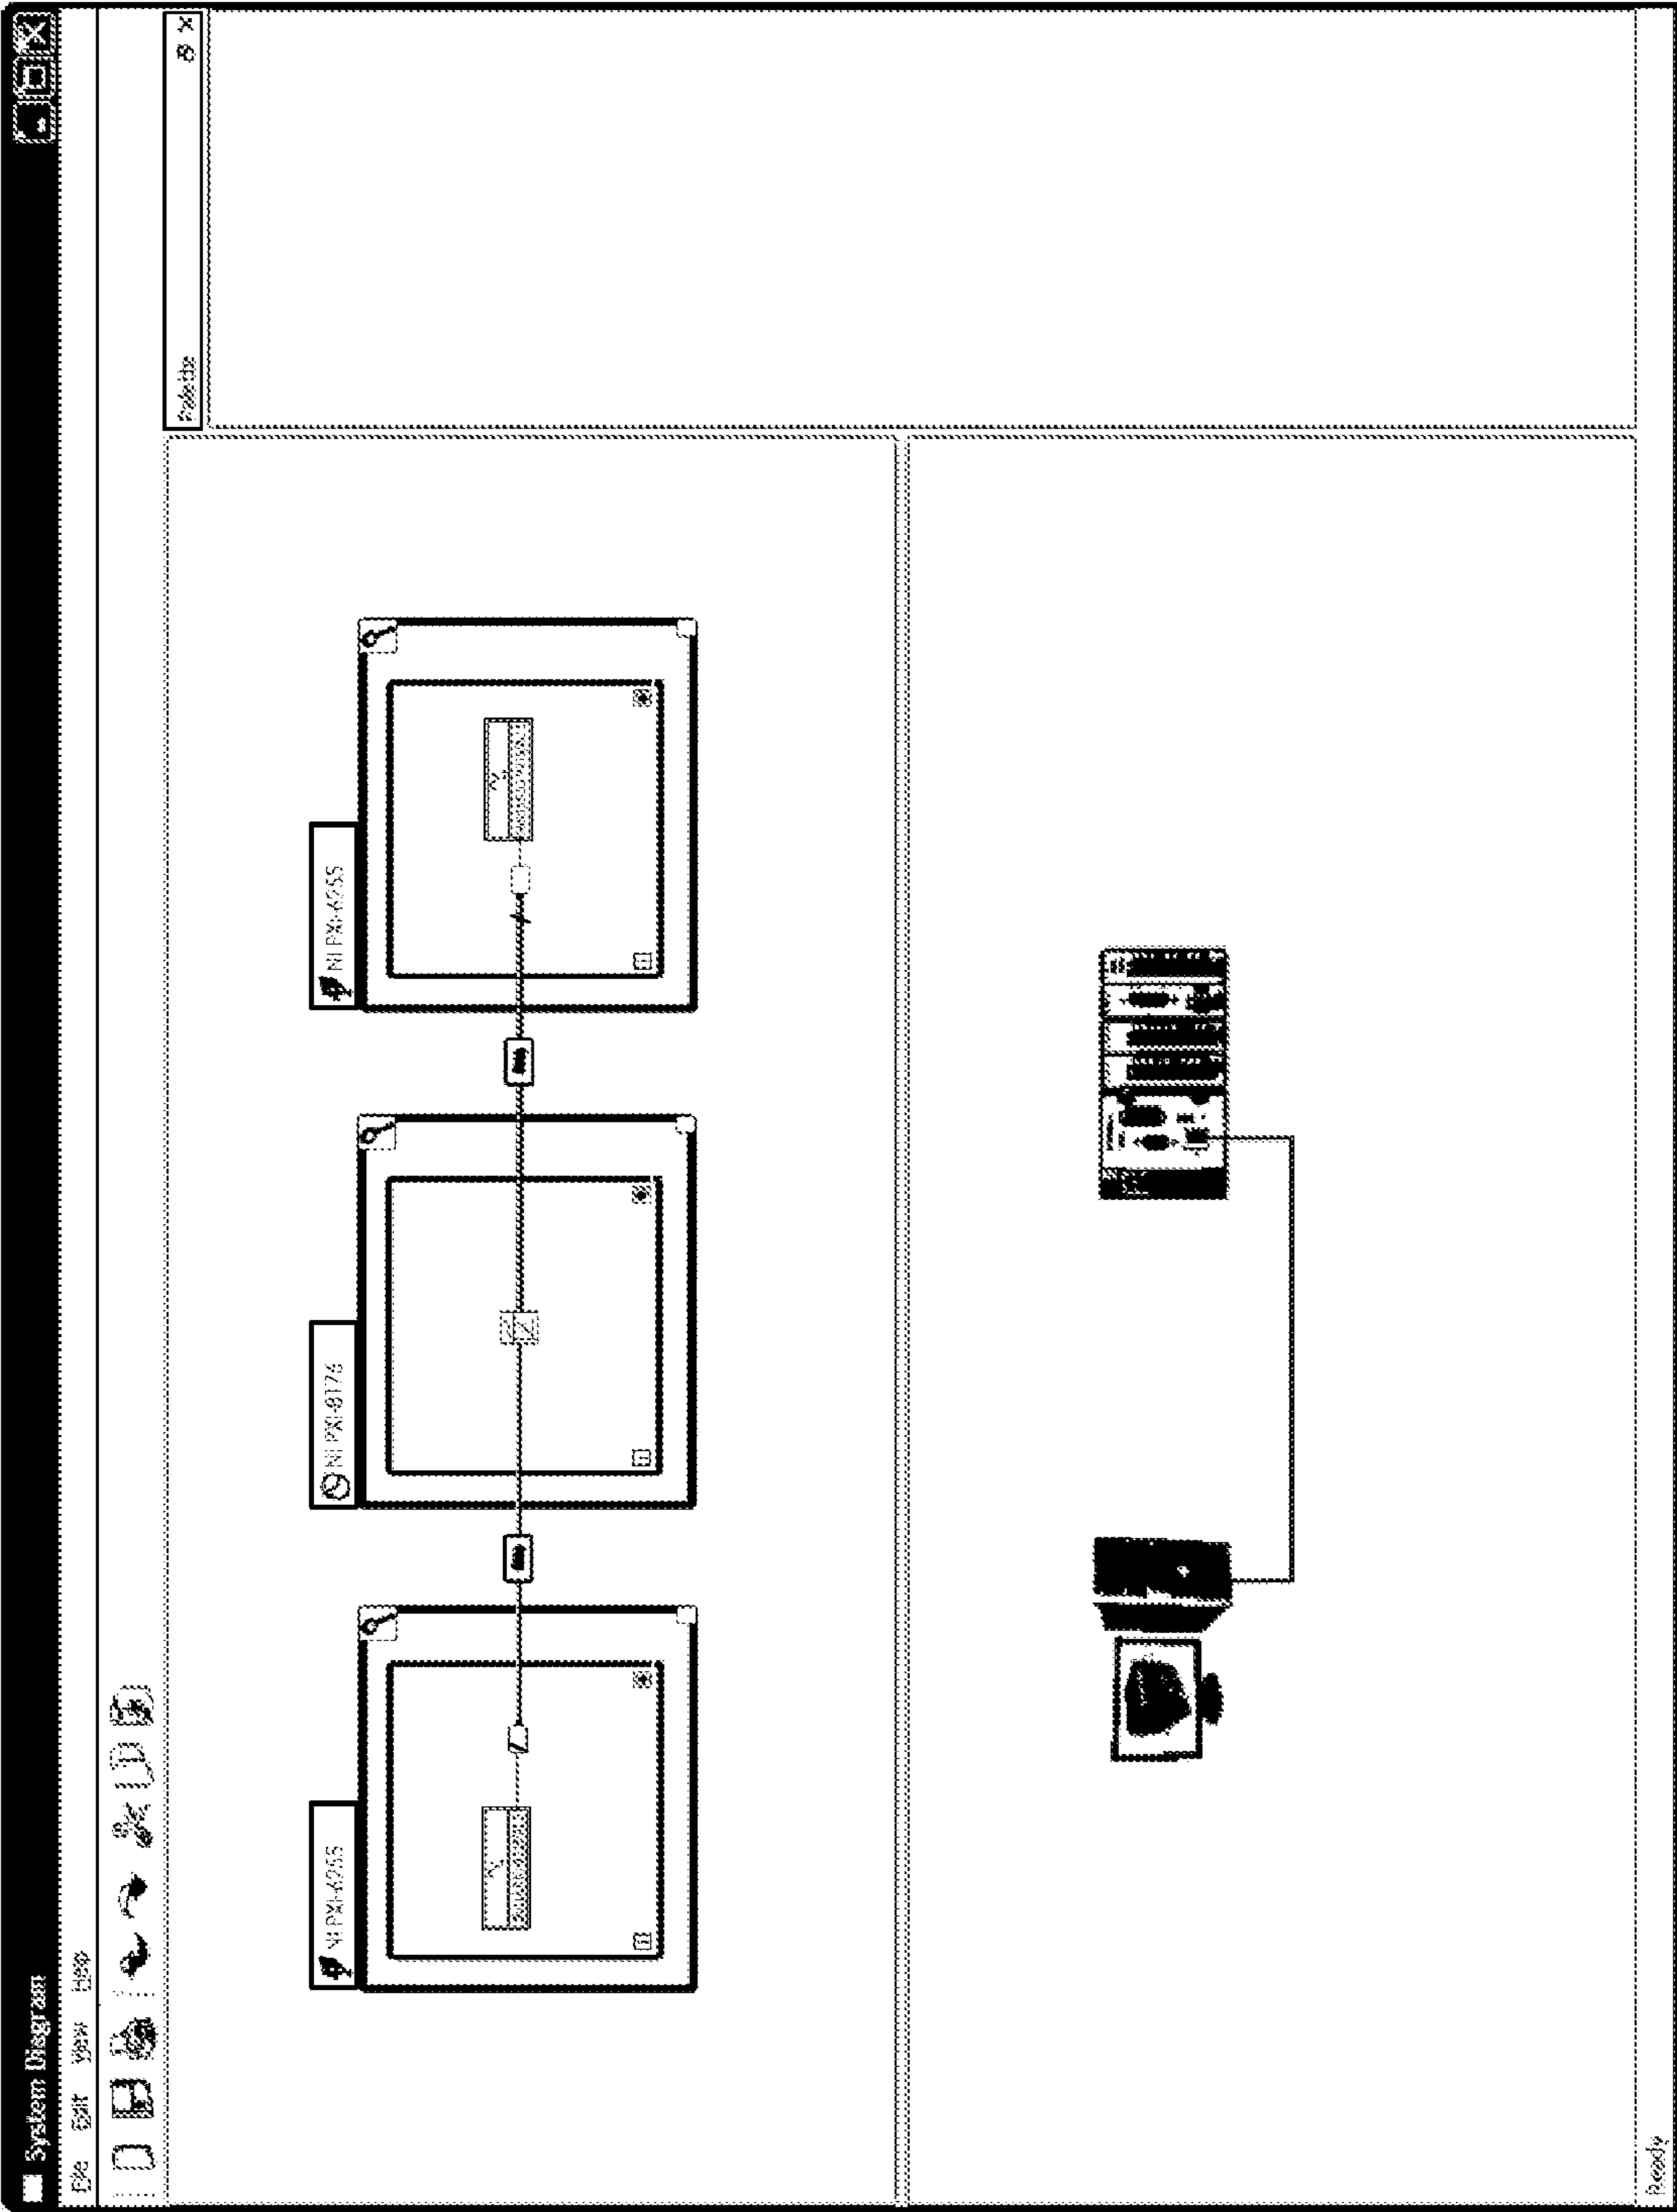 System Diagram
File Edit View Help
Palette
NI PXI-6255
NI PXI-8176
NI PXI-6255
Ready